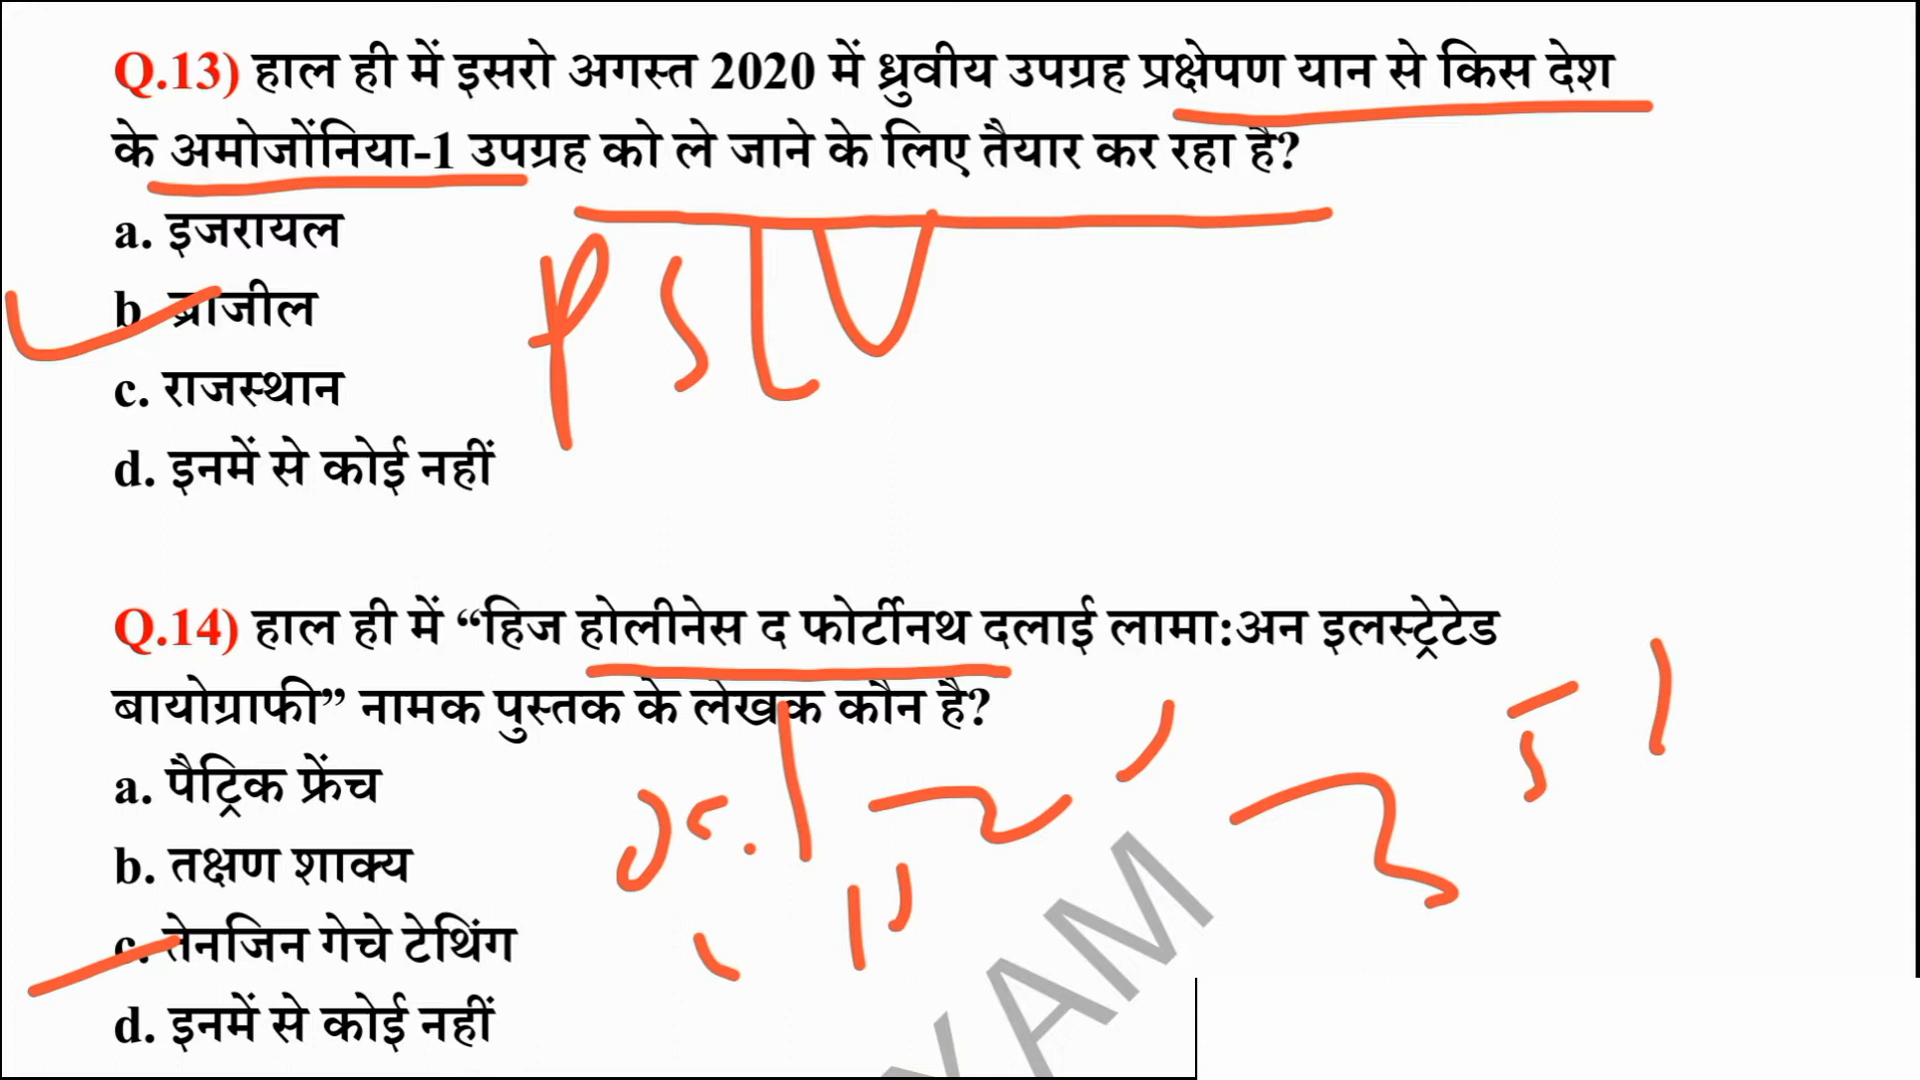 Q.13) हाल ही में इसरो अगस्त 2020 में ध्रुवीय उपग्रह प्रक्षेपण यान से किस देश
के अमोजोंनिया-1 उपग्रह को ले जाने के लिए तैयार कर रहा है?
a. इजरायल
b. ब्राजील
PSLV
c. राजस्थान
d. इनमें से कोई नहीं
Q.14) हाल ही में “हिज होलीनेस द फोर्टीनथ दलाई लामा:अन इलस्ट्रेटेड
बायोग्राफी” नामक पुस्तक के लेखक कौन है?
a. पैट्रिक फ्रेंच
b. तक्षण शाक्य
c. तेनजिन गेचे टेथिंग
d. इनमें से कोई नहीं